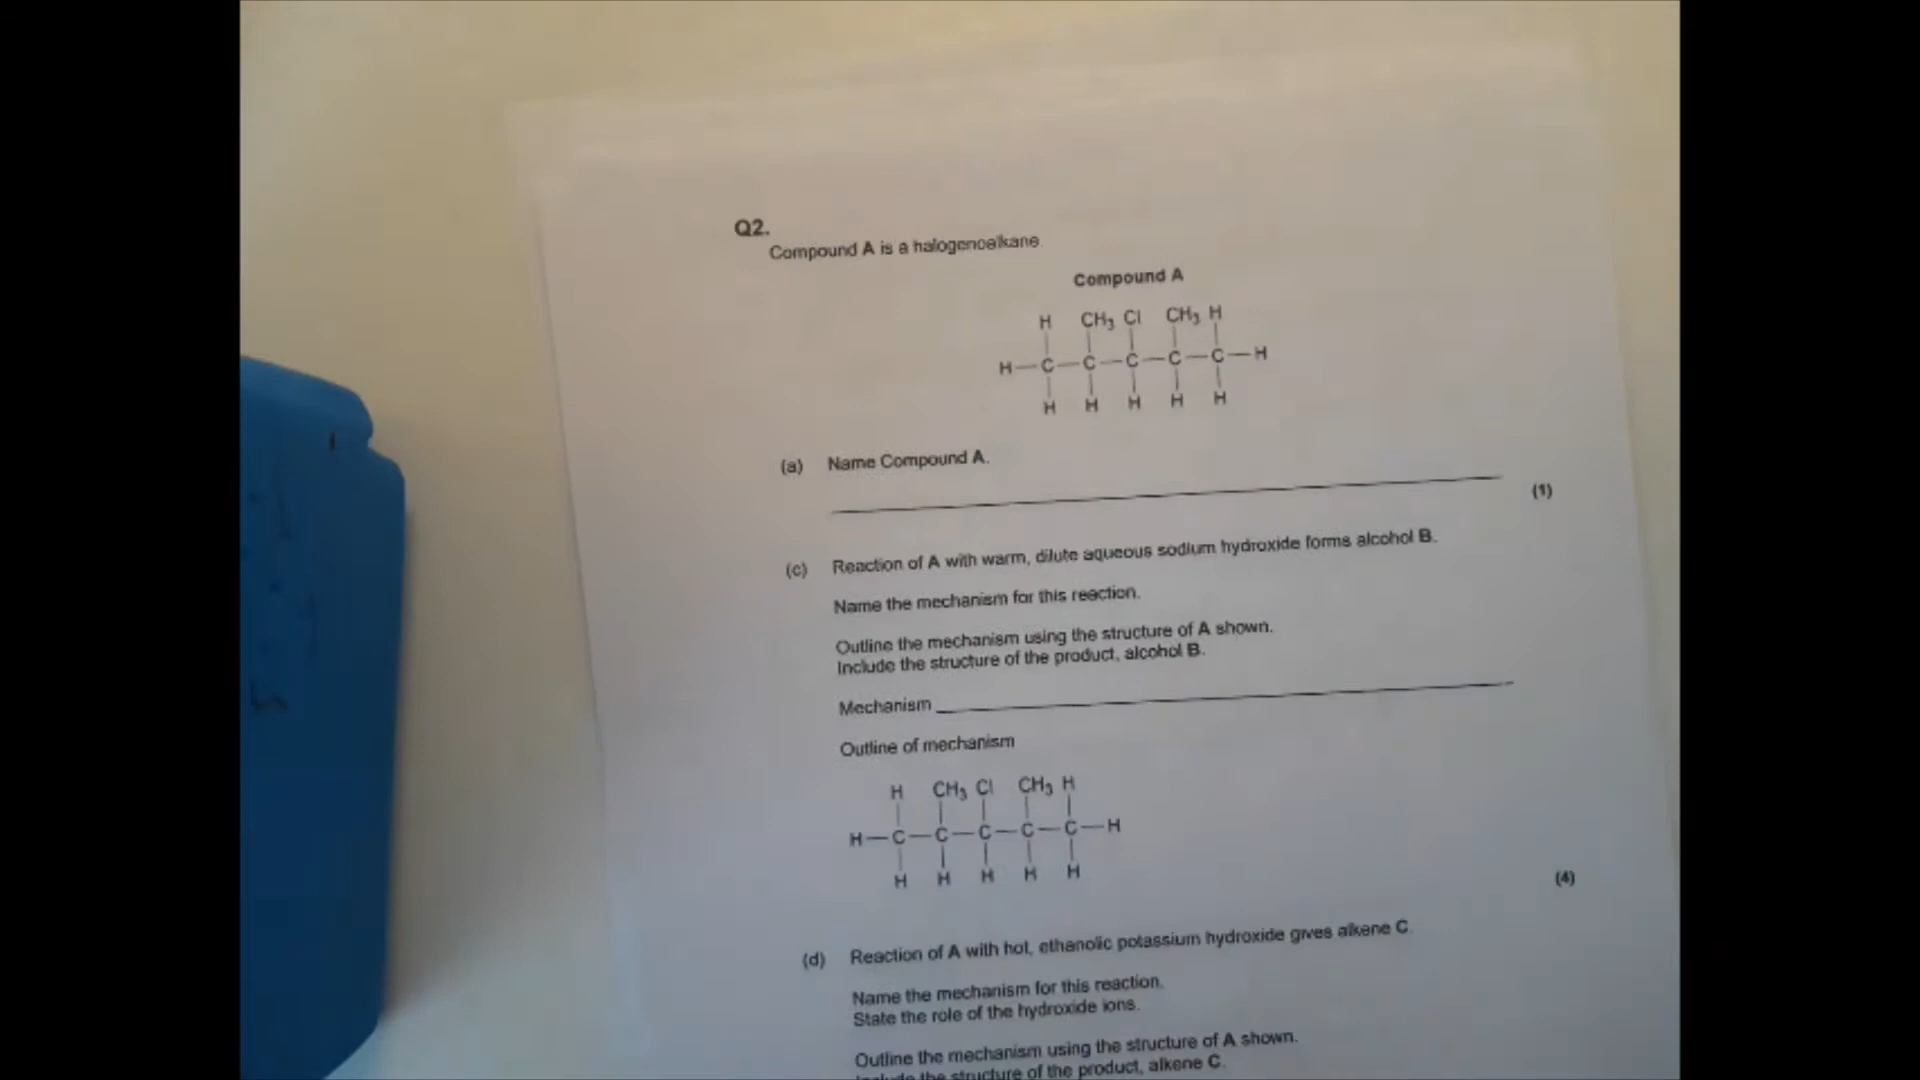 Q2.
Compound A is a halogenoalkane.
Compound A
H CH3 Cl CH3 H
H—C—C—C—C—C—H
H H H H H
(a) Name Compound A.
(1)
(c) Reaction of A with warm, dilute aqueous sodium hydroxide forms alcohol B.
Name the mechanism for this reaction.
Outline the mechanism using the structure of A shown.
Include the structure of the product, alcohol B.
Mechanism
Outline of mechanism
H CH3 Cl CH3 H
H—C—C—C—C—C—H
H H H H H
(4)
(d) Reaction of A with hot, ethanolic potassium hydroxide gives alkene C.
Name the mechanism for this reaction.
State the role of the hydroxide ions.
Outline the mechanism using the structure of A shown.
the structure of the product, alkene C.